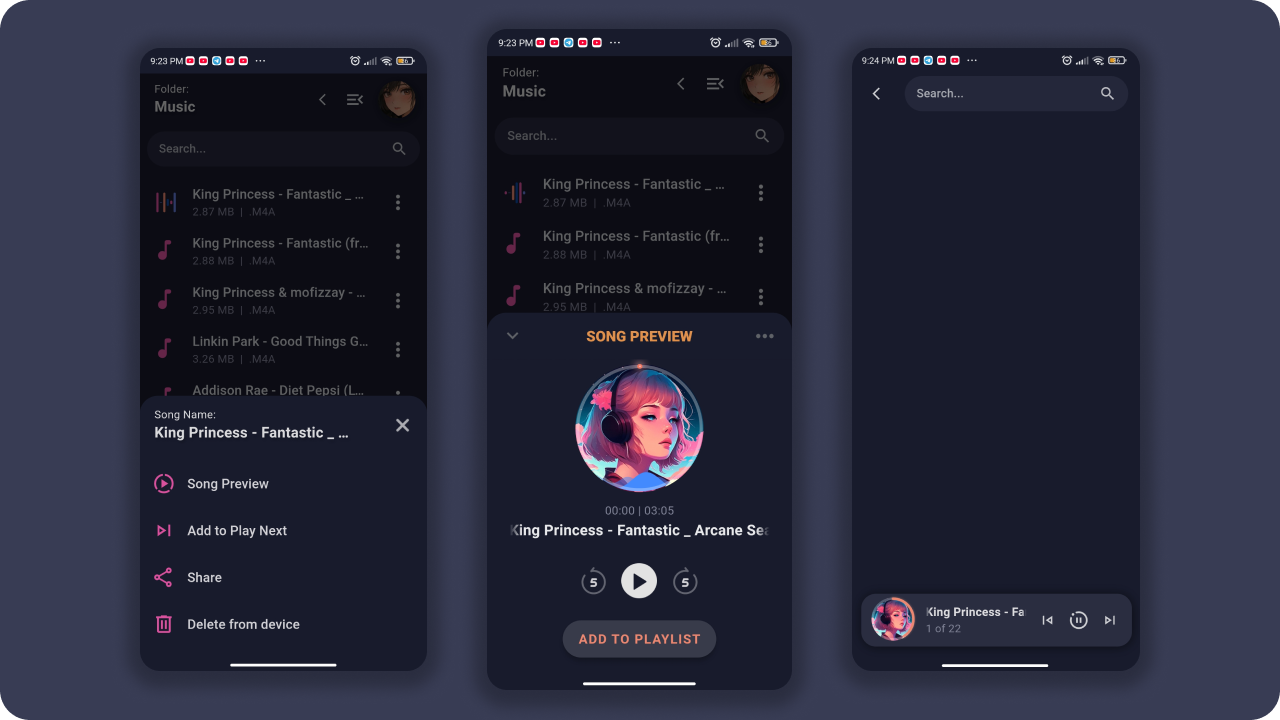 9:23 PM
Folder:
Music
Search...
King Princess - Fantastic _ ...
2.87 MB | .M4A
King Princess - Fantastic (fr...
2.88 MB | .M4A
King Princess & mofizzay - ...
2.95 MB | .M4A
Linkin Park - Good Things G...
3.26 MB | .M4A
Addison Rae - Diet Pepsi (L...
Song Name:
King Princess - Fantastic _ ...
Song Preview
Add to Play Next
Share
Delete from device
9:23 PM
Folder:
Music
Search...
King Princess - Fantastic _ ...
2.87 MB | .M4A
King Princess - Fantastic (fr...
2.88 MB | .M4A
King Princess & mofizzay - ...
2.95 MB | .M4A
SONG PREVIEW
00:00 | 03:05
King Princess - Fantastic _ Arcane Sea
5
5
ADD TO PLAYLIST
9:24 PM
Search...
King Princess - Fa
1 of 22